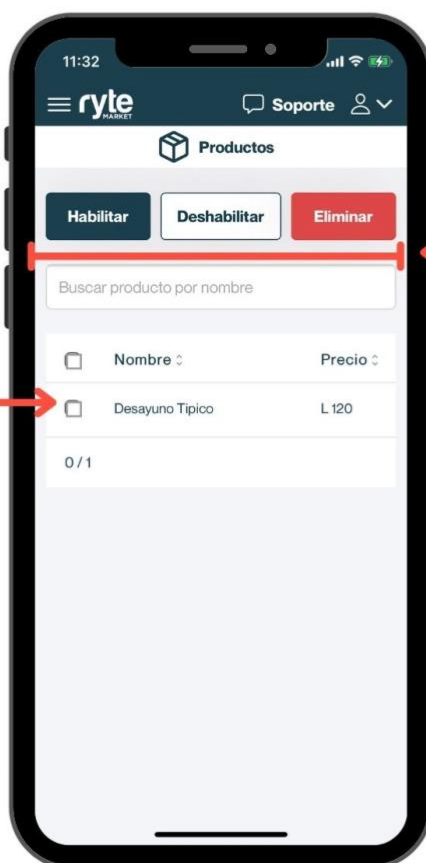 11:32
ryte
MARKET
Soporte
Productos
Habilitar Deshabilitar Eliminar
Buscar producto por nombre
Nombre Precio
Desayuno Tipico L 120
0 / 1